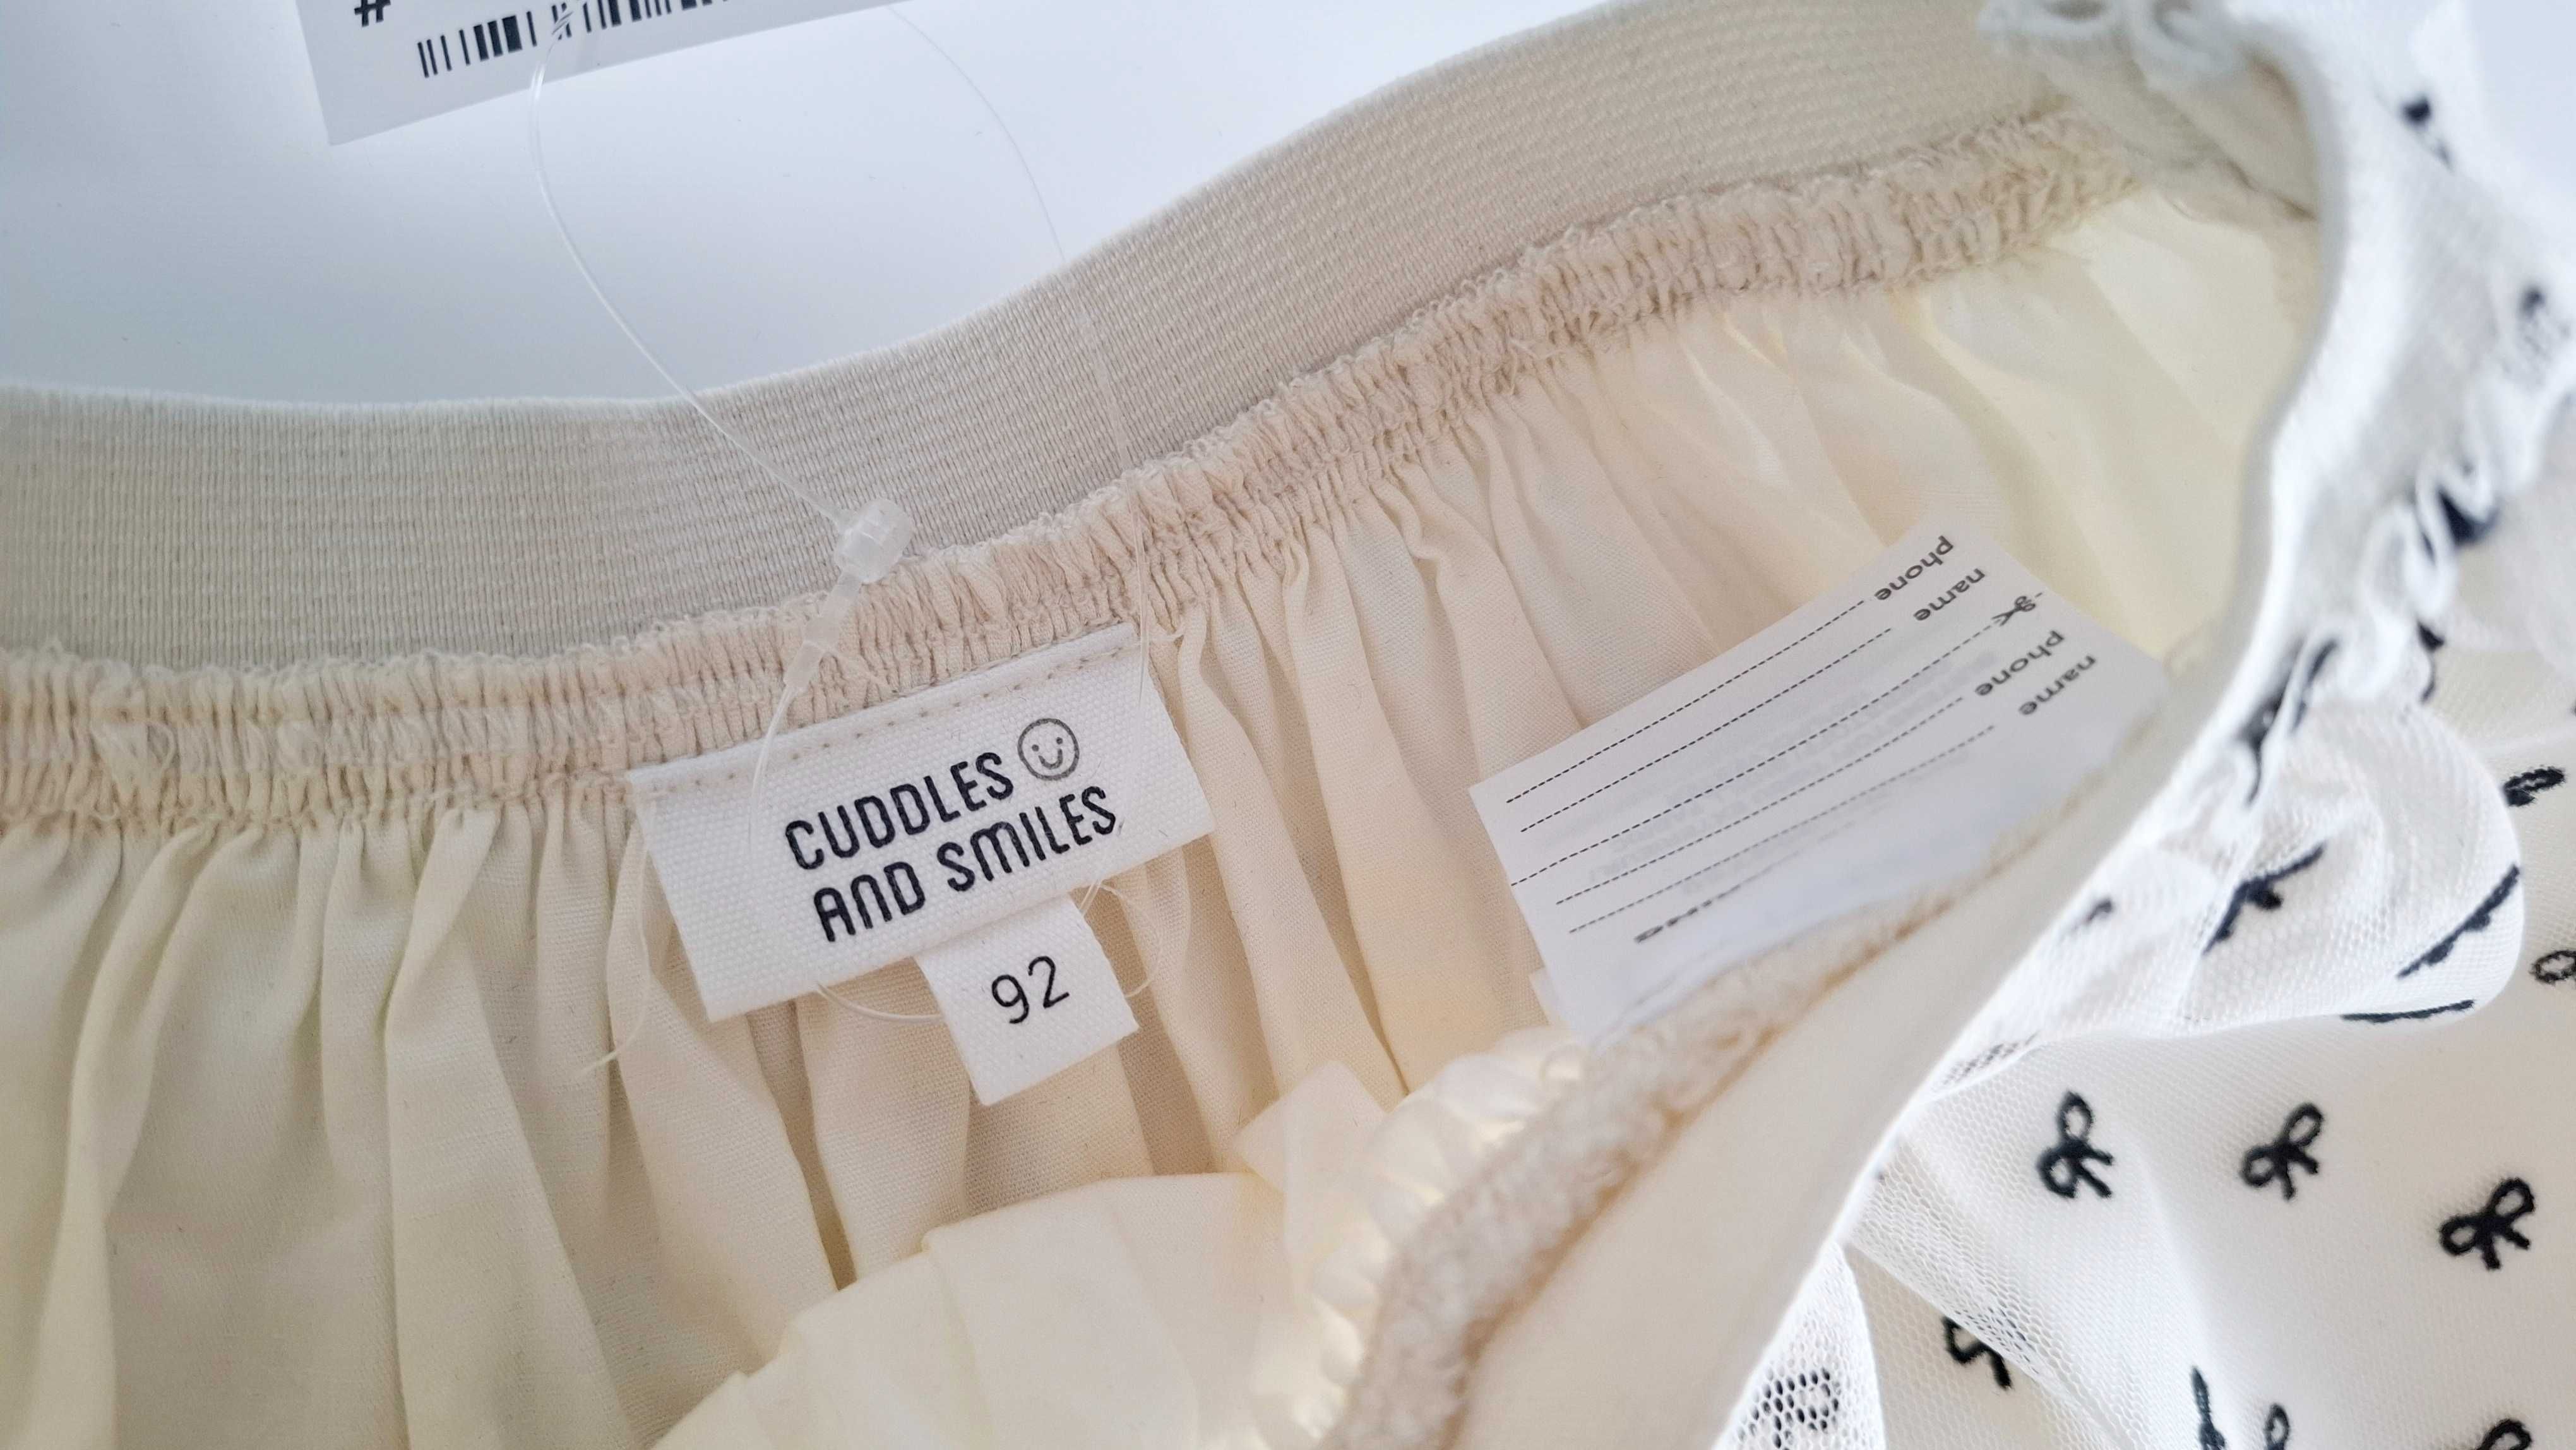 #
CUDDLES
AND SMILES
92
phone
name
phone
name